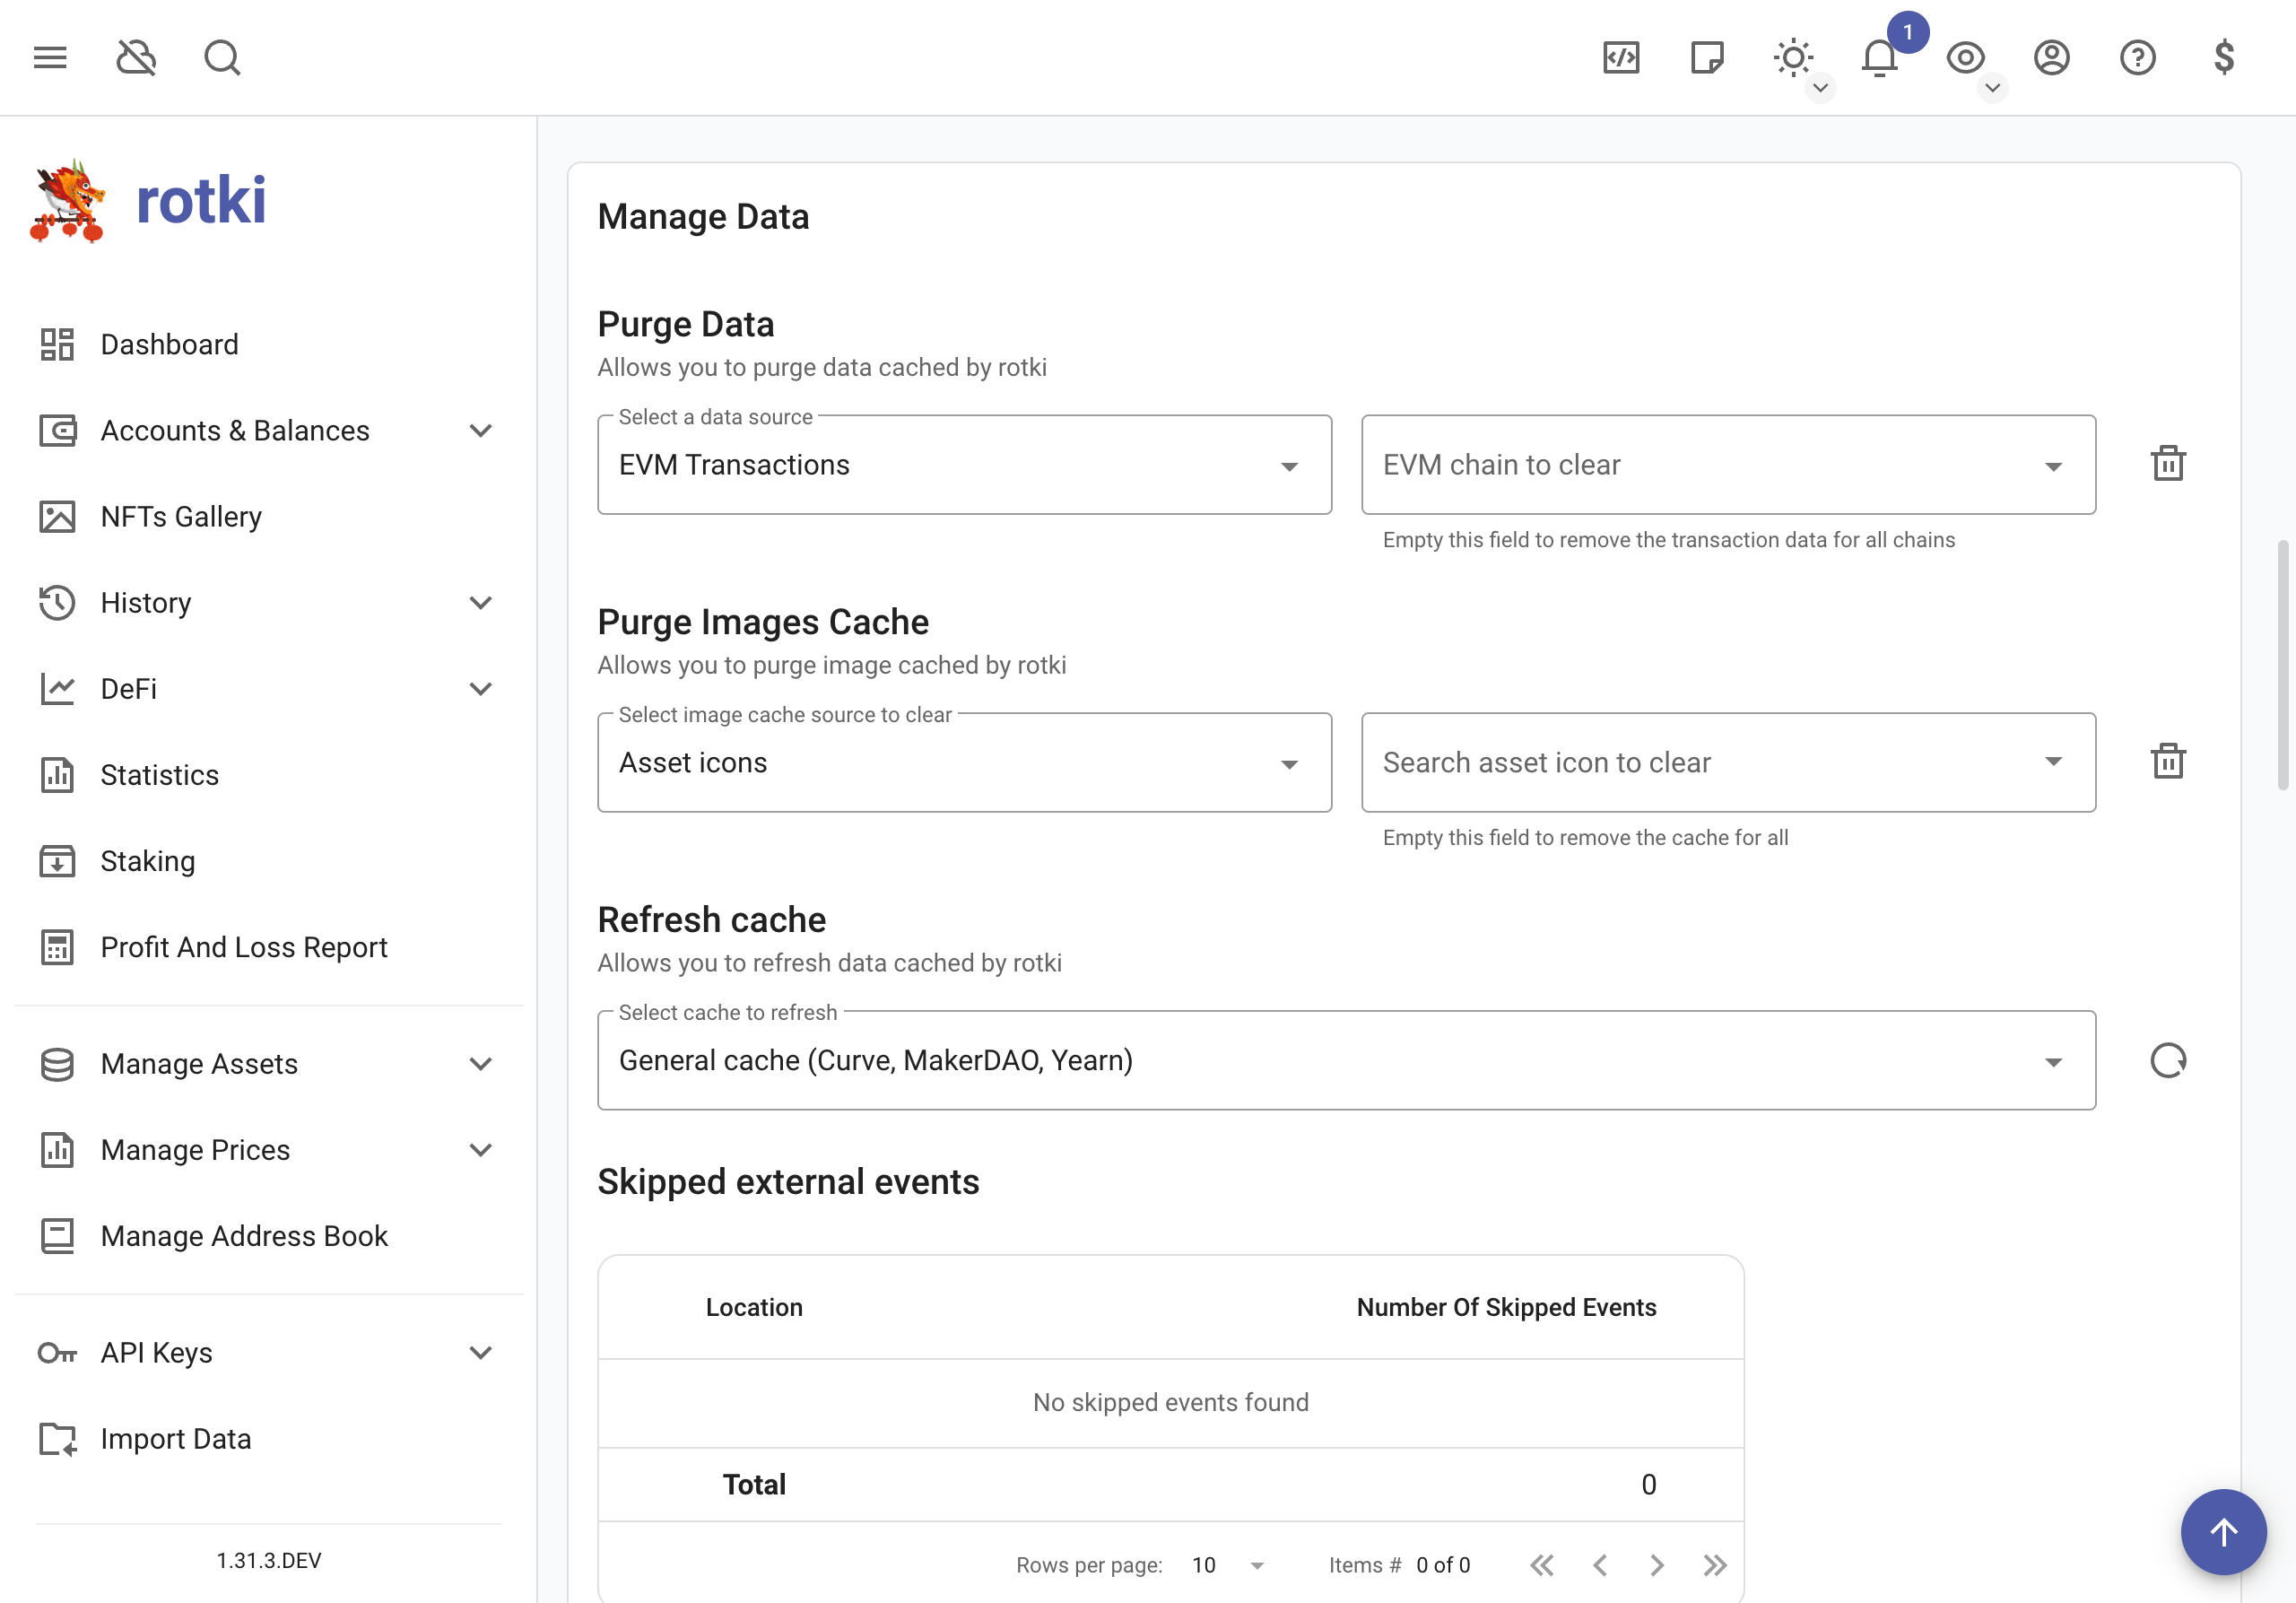 1
rotki
Dashboard
Accounts & Balances
NFTs Gallery
History
DeFi
Statistics
Staking
Profit And Loss Report
Manage Assets
Manage Prices
Manage Address Book
API Keys
Import Data
1.31.3.DEV
Manage Data
Purge Data
Allows you to purge data cached by rotki
Select a data source
EVM Transactions
EVM chain to clear
Empty this field to remove the transaction data for all chains
Purge Images Cache
Allows you to purge image cached by rotki
Select image cache source to clear
Asset icons
Search asset icon to clear
Empty this field to remove the cache for all
Refresh cache
Allows you to refresh data cached by rotki
Select cache to refresh
General cache (Curve, MakerDAO, Yearn)
Skipped external events
Location Number Of Skipped Events
No skipped events found
Total 0
Rows per page: 10 Items # 0 of 0